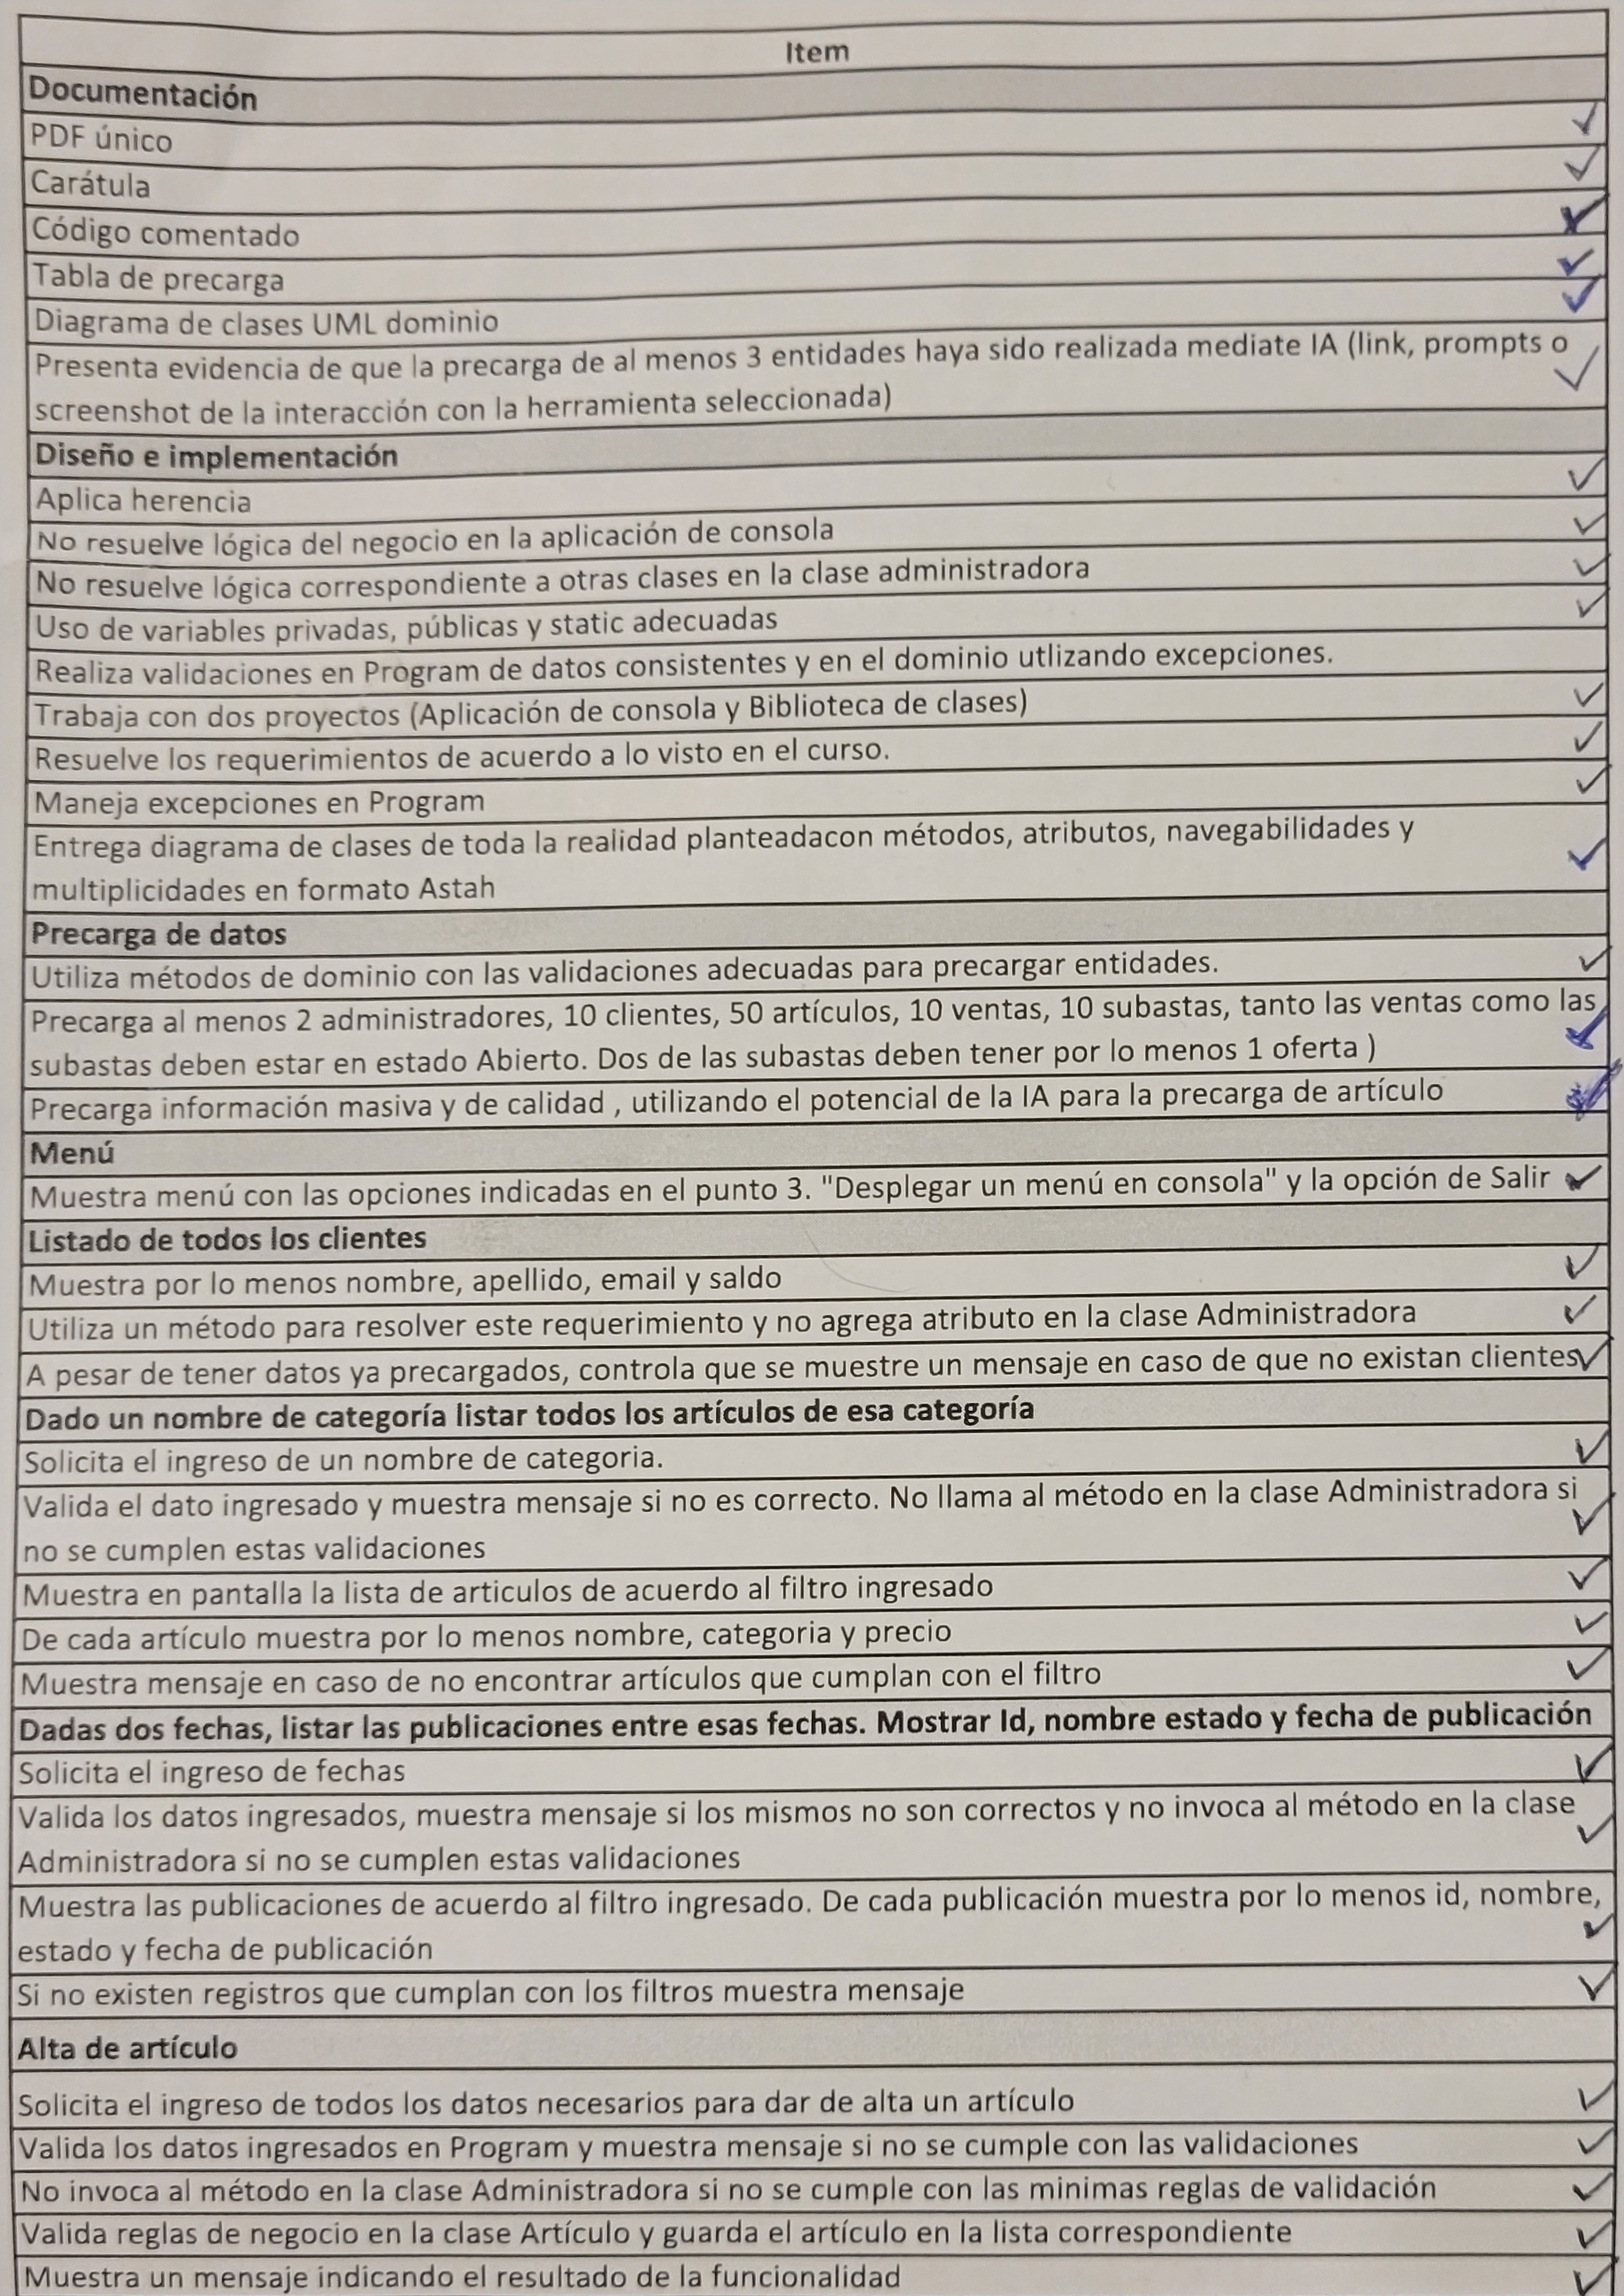 Item
Documentación
PDF único
Carátula
Código comentado
Tabla de precarga
Diagrama de clases UML dominio
Presenta evidencia de que la precarga de al menos 3 entidades haya sido realizada mediate IA (link, prompts o
screenshot de la interacción con la herramienta seleccionada)
Diseño e implementación
Aplica herencia
No resuelve lógica del negocio en la aplicación de consola
No resuelve lógica correspondiente a otras clases en la clase administradora
Uso de variables privadas, públicas y static adecuadas
Realiza validaciones en Program de datos consistentes y en el dominio utlizando excepciones.
Trabaja con dos proyectos (Aplicación de consola y Biblioteca de clases)
Resuelve los requerimientos de acuerdo a lo visto en el curso.
Maneja excepciones en Program
Entrega diagrama de clases de toda la realidad planteadacon métodos, atributos, navegabilidades y
multiplicidades en formato Astah
Precarga de datos
Utiliza métodos de dominio con las validaciones adecuadas para precargar entidades.
Precarga al menos 2 administradores, 10 clientes, 50 artículos, 10 ventas, 10 subastas, tanto las ventas como las
subastas deben estar en estado Abierto. Dos de las subastas deben tener por lo menos 1 oferta )
Precarga información masiva y de calidad , utilizando el potencial de la IA para la precarga de artículo
Menú
Muestra menú con las opciones indicadas en el punto 3. "Desplegar un menú en consola" y la opción de Salir
Listado de todos los clientes
Muestra por lo menos nombre, apellido, email y saldo
Utiliza un método para resolver este requerimiento y no agrega atributo en la clase Administradora
A pesar de tener datos ya precargados, controla que se muestre un mensaje en caso de que no existan clientes
Dado un nombre de categoría listar todos los artículos de esa categoría
Solicita el ingreso de un nombre de categoria.
Valida el dato ingresado y muestra mensaje si no es correcto. No llama al método en la clase Administradora si
no se cumplen estas validaciones
Muestra en pantalla la lista de articulos de acuerdo al filtro ingresado
De cada artículo muestra por lo menos nombre, categoria y precio
Muestra mensaje en caso de no encontrar artículos que cumplan con el filtro
Dadas dos fechas, listar las publicaciones entre esas fechas. Mostrar Id, nombre estado y fecha de publicación
Solicita el ingreso de fechas
Valida los datos ingresados, muestra mensaje si los mismos no son correctos y no invoca al método en la clase
Administradora si no se cumplen estas validaciones
Muestra las publicaciones de acuerdo al filtro ingresado. De cada publicación muestra por lo menos id, nombre,
estado y fecha de publicación
Si no existen registros que cumplan con los filtros muestra mensaje
Alta de artículo
Solicita el ingreso de todos los datos necesarios para dar de alta un artículo
Valida los datos ingresados en Program y muestra mensaje si no se cumple con las validaciones
No invoca al método en la clase Administradora si no se cumple con las minimas reglas de validación
Valida reglas de negocio en la clase Artículo y guarda el artículo en la lista correspondiente
Muestra un mensaje indicando el resultado de la funcionalidad